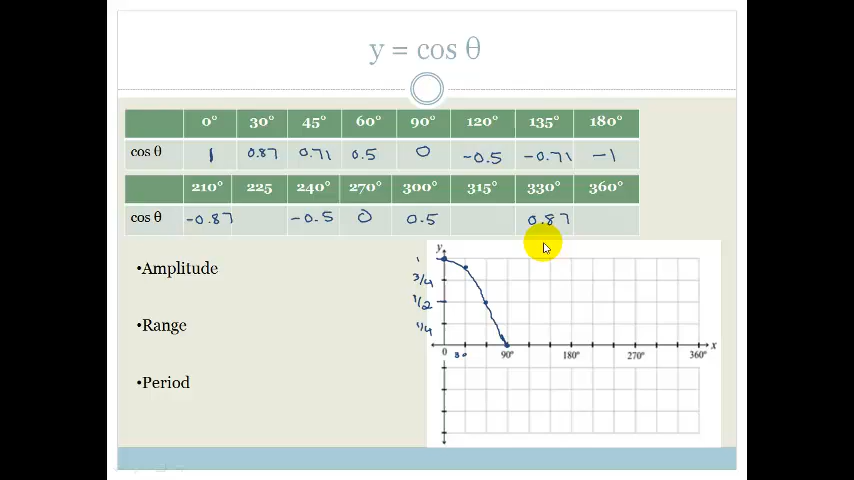 y = cos θ
0° 30° 45° 60° 90° 120° 135° 180°
cos θ 1 0.87 0.71 0.5 0 -0.5 -0.71 -1
210° 225 240° 270° 300° 315° 330° 360°
cos θ -0.87 -0.5 0 0.5 0.87
•Amplitude
•Range
•Period
y
1
3/4
1/2
1/4
x
0 30 90° 180° 270° 360°